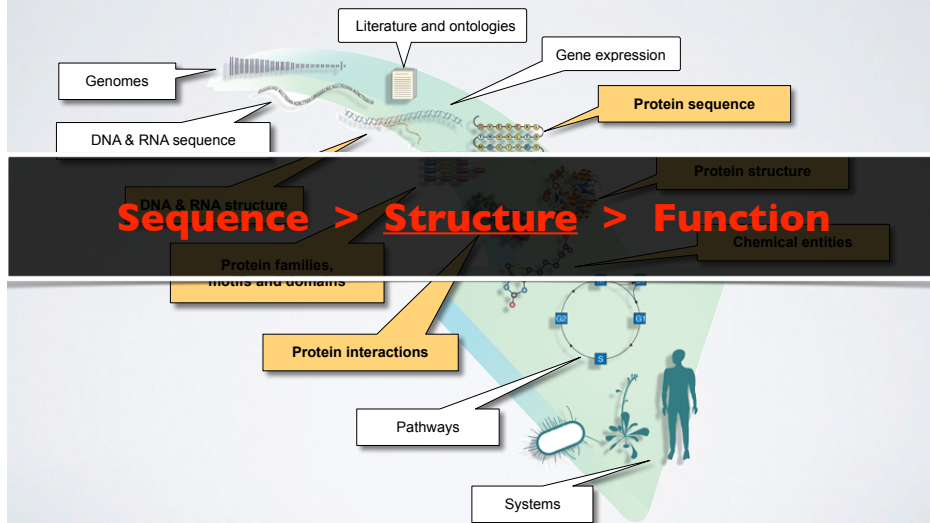 Literature and ontologies
Gene expression
Genomes
Protein sequence
DNA & RNA sequence
Protein structure
DNA & RNA structure
Sequence > Structure > Function
Chemical entities
Protein families,
motifs and domains
G2
G1
S
Protein interactions
Pathways
Systems